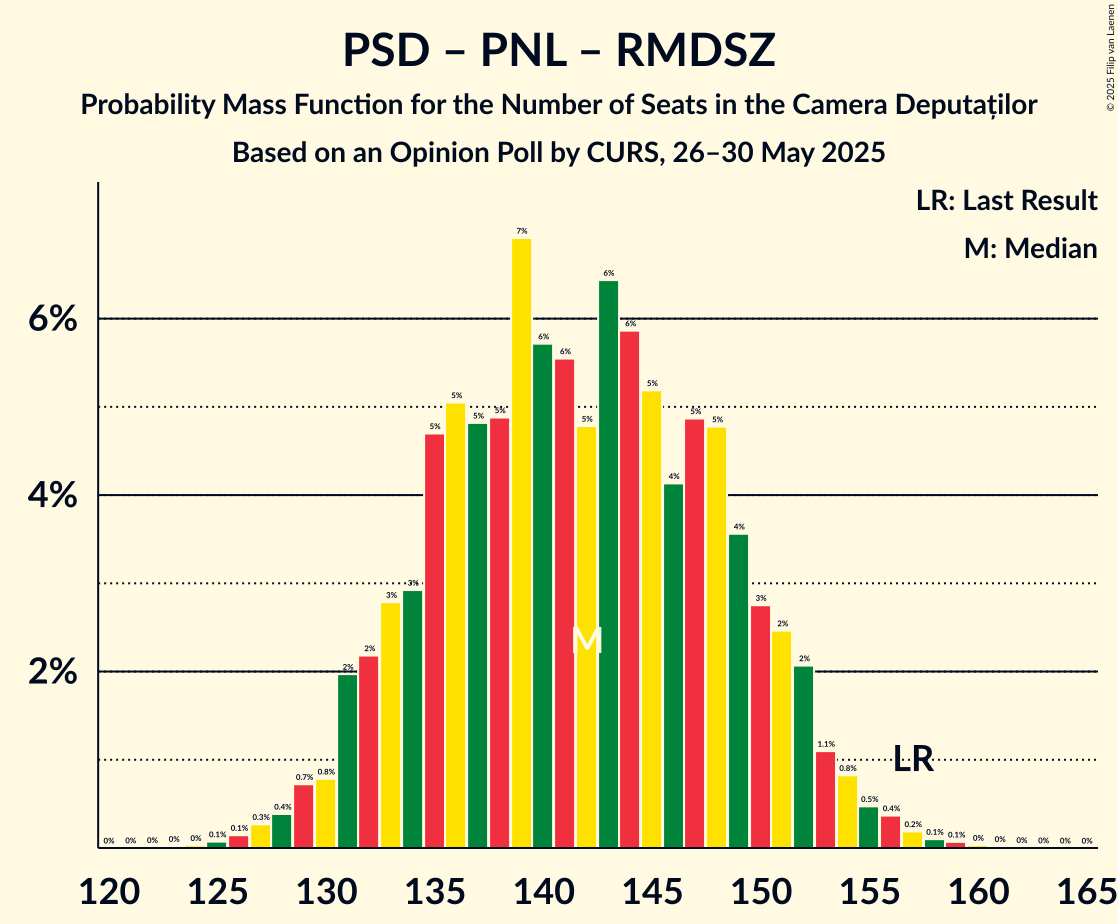 PSD – PNL – RMDSZ
Probability Mass Function for the Number of Seats in the Camera Deputaților
Based on an Opinion Poll by CURS, 26–30 May 2025
© 2025 Filip van Laenen
LR: Last Result
M: Median
6%
4%
2%
0% 0% 0% 0% 0% 0.1% 0.1% 0.3% 0.4% 0.7% 0.8% 2% 2% 3% 3% 5% 5% 5% 5% 7% 6% 6% 5% 6% 6% 5% 4% 5% 5% 4% 3% 2% 2% 1.1% 0.8% 0.5% 0.4% 0.2% 0.1% 0.1% 0% 0% 0% 0% 0% 0%
M
LR
120 125 130 135 140 145 150 155 160 165